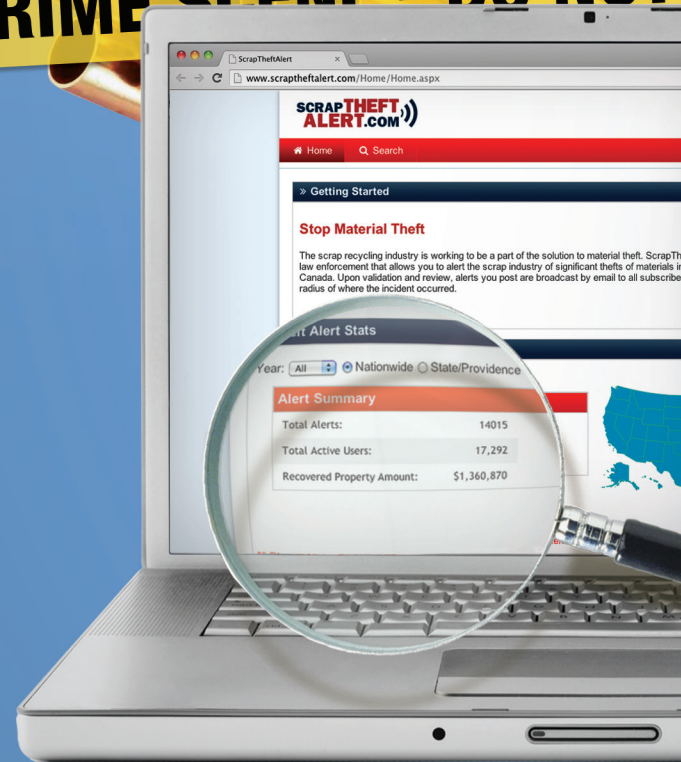 ScrapTheftAlert
www.scraptheftalert.com/Home/Home.aspx
SCRAPTHEFT
ALERT.COM
Home Search
» Getting Started
Stop Material Theft
The scrap recycling industry is working to be a part of the solution to material theft. ScrapTh
law enforcement that allows you to alert the scrap industry of significant thefts of materials in
Canada. Upon validation and review, alerts you post are broadcast by email to all subscribe
radius of where the incident occurred.
Alert Stats
Year: All Nationwide State/Providence
Alert Summary
Total Alerts: 14015
Total Active Users: 17,292
Recovered Property Amount: $1,360,870